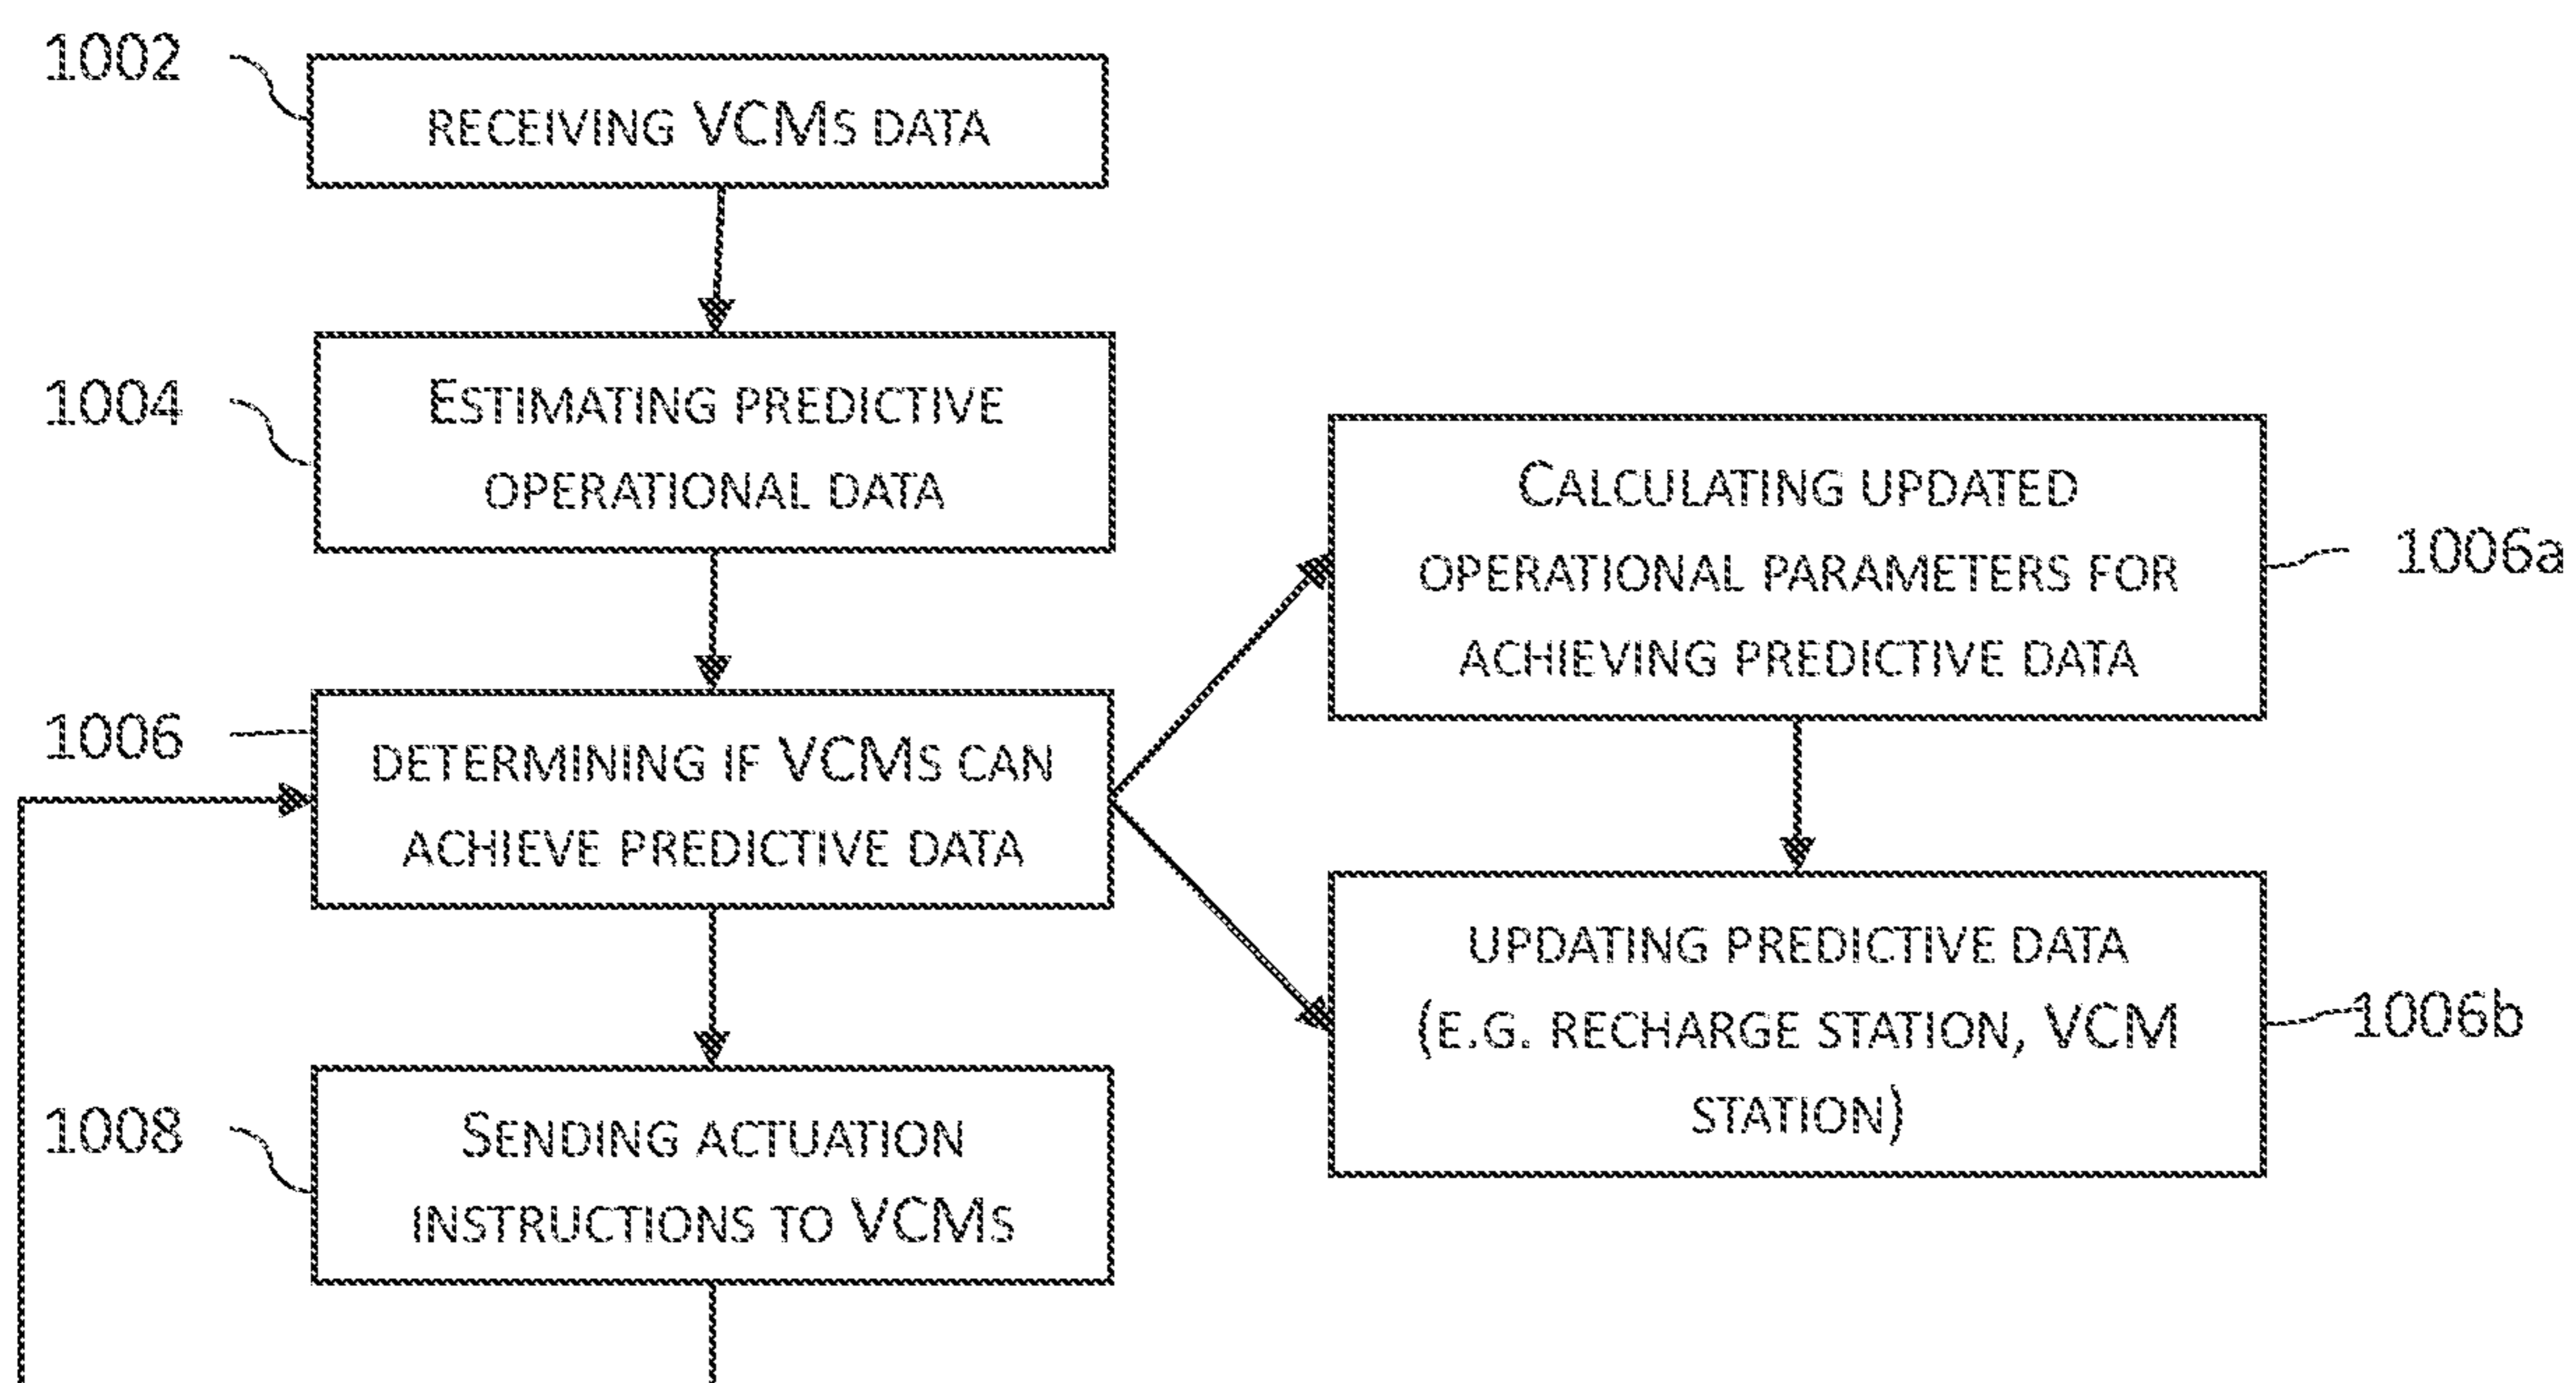 1002
RECEIVING VCMS DATA
1004
ESTIMATING PREDICTIVE
OPERATIONAL DATA
1006
DETERMINING IF VCMS CAN
ACHIEVE PREDICTIVE DATA
1008
SENDING ACTUATION
INSTRUCTIONS TO VCMS
CALCULATING UPDATED
OPERATIONAL PARAMETERS FOR
ACHIEVING PREDICTIVE DATA
1006a
UPDATING PREDICTIVE DATA
(E.G. RECHARGE STATION, VCM
STATION)
1006b